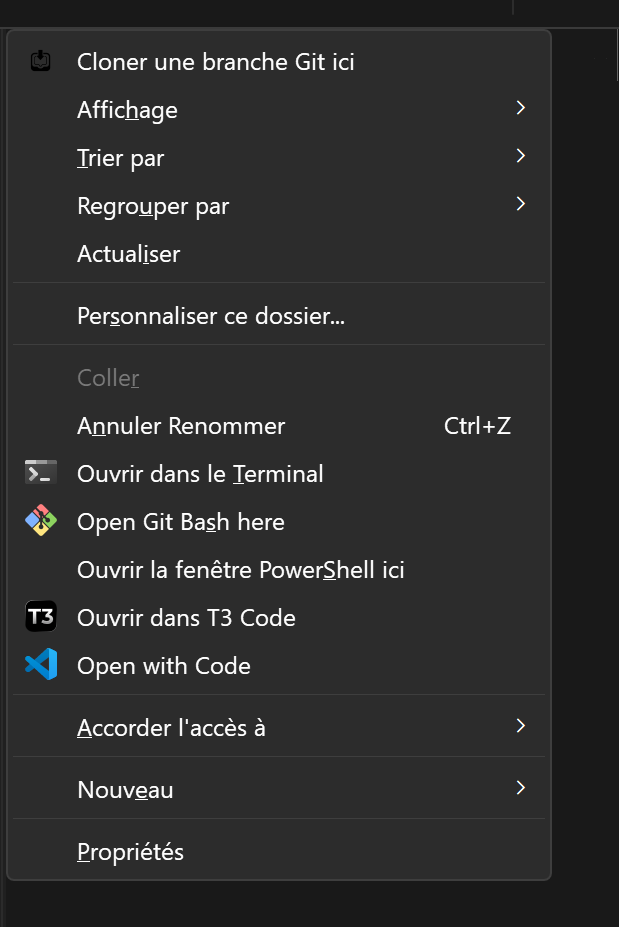 Cloner une branche Git ici
Affichage
Trier par
Regrouper par
Actualiser
Personnaliser ce dossier...
Coller
Annuler Renommer Ctrl+Z
Ouvrir dans le Terminal
Open Git Bash here
Ouvrir la fenêtre PowerShell ici
T3 Ouvrir dans T3 Code
Open with Code
Accorder l'accès à
Nouveau
Propriétés